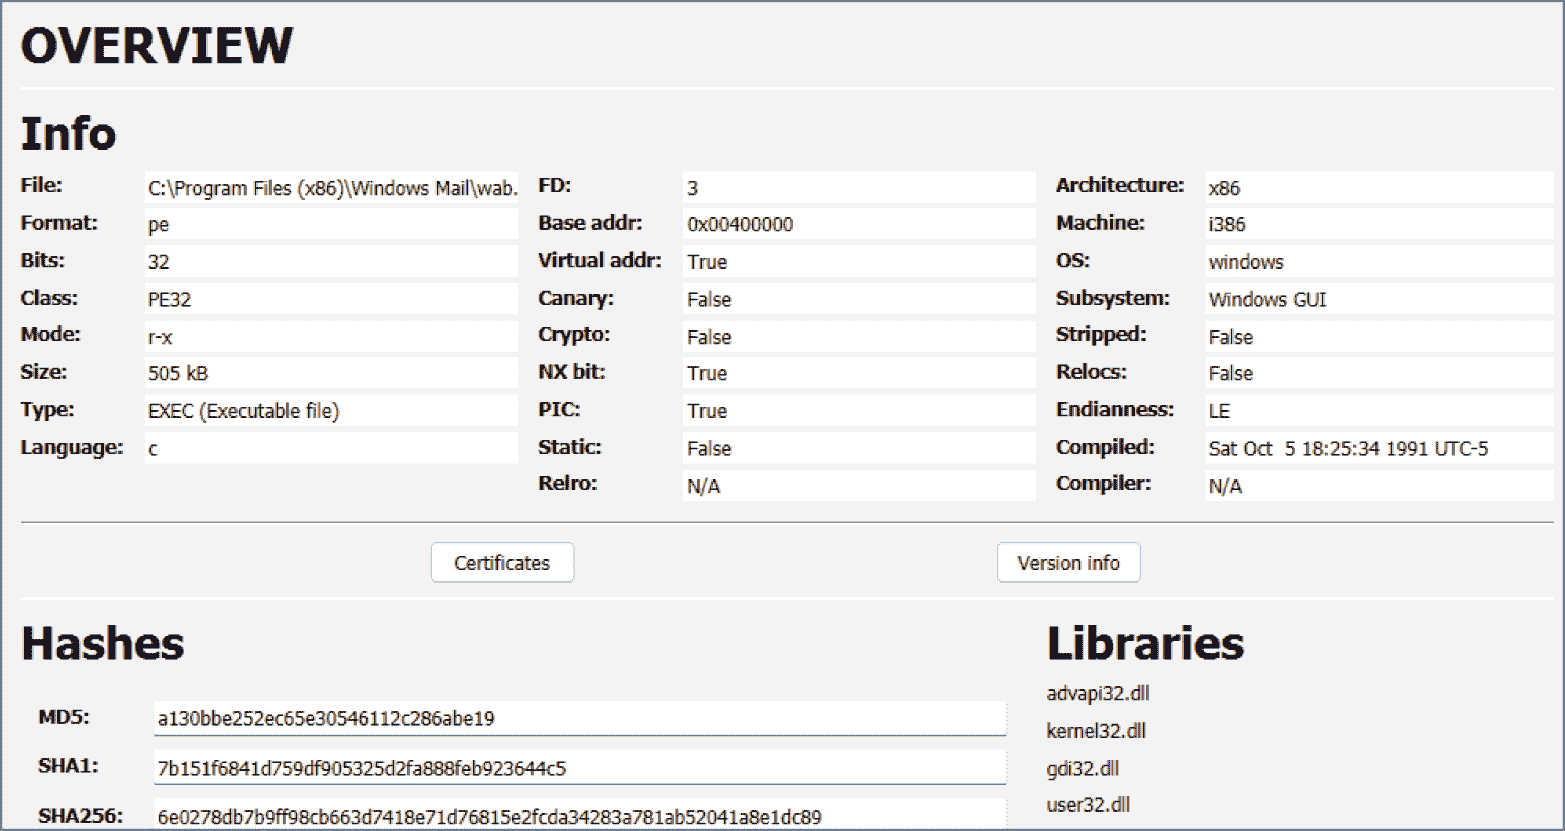 OVERVIEW
Info
File: C:\Program Files (x86)\Windows Mail\wab. FD: 3 Architecture: x86
Format: pe Base addr: 0x00400000 Machine: i386
Bits: 32 Virtual addr: True OS: windows
Class: PE32 Canary: False Subsystem: Windows GUI
Mode: r-x Crypto: False Stripped: False
Size: 505 kB NX bit: True Relocs: False
Type: EXEC (Executable file) PIC: True Endianness: LE
Language: c Static: False Compiled: Sat Oct 5 18:25:34 1991 UTC-5
Relro: N/A Compiler: N/A
Certificates Version info
Hashes Libraries
advapi32.dll
MD5: a130bbe252ec65e30546112c286abe19
kernel32.dll
SHA1: 7b151f6841d759df905325d2fa888feb923644c5
gdi32.dll
user32.dll
SHA256: 6e0278db7b9ff98cb663d7418e71d76815e2fcda34283a781ab52041a8e1dc89